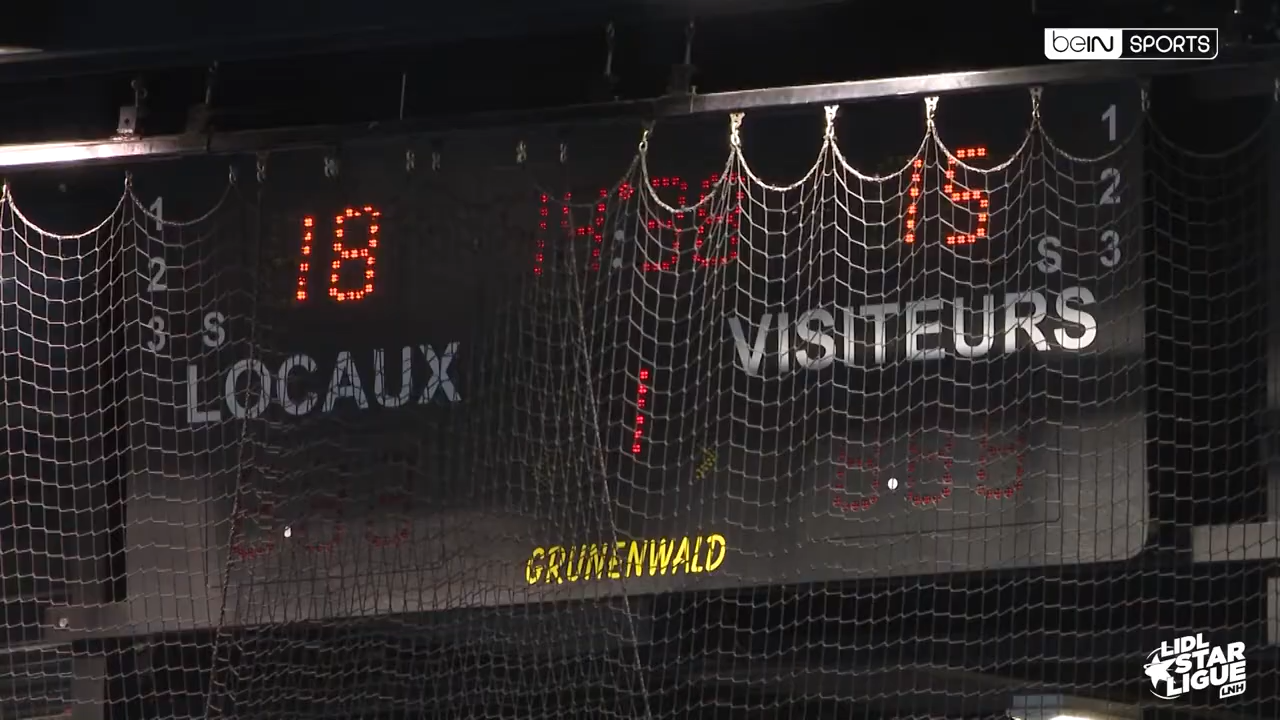 beIN SPORTS
1
2
3 S
18
15
1
2
S 3
LOCAUX
VISITEURS
1
GRUNENWALD
LIDL
STAR
LIGUE
LNH